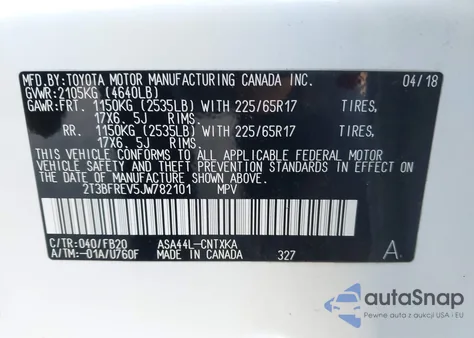 MFD.BY:TOYOTA MOTOR MANUFACTURING CANADA INC. 04/18
GVWR:2105KG (4640LB)
GAWR:FRT. 1150KG (2535LB) WITH 225/65R17 TIRES,
17X6. 5J RIMS.
RR. 1150KG (2535LB) WITH 225/65R17 TIRES,
17X6. 5J RIMS.
THIS VEHICLE CONFORMS TO ALL APPLICABLE FEDERAL MOTOR
VEHICLE SAFETY, BUMPER, AND THEFT PREVENTION STANDARDS IN
EFFECT ON THE DATE OF MANUFACTURE SHOWN ABOVE.
2T3BFREV5JW782101 MPV
C/TR:040/FB20 ASA44L-CNTXKA
A/TM:-01A/U760F MADE IN CANADA 327 A
autoSnap
Pewne auta z aukcji w USA i EU